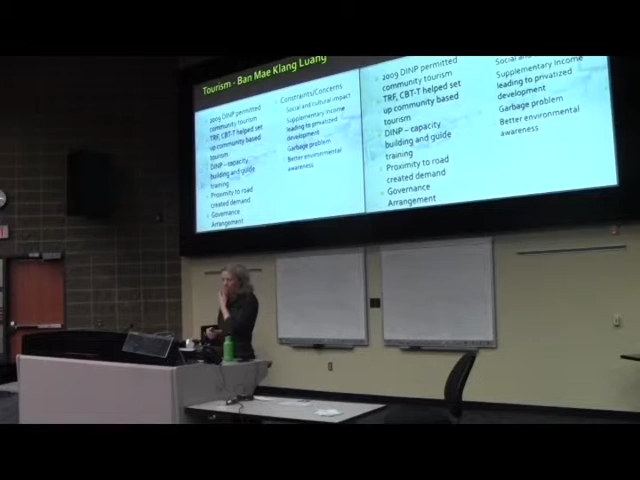 Tourism - Ban Mae Klang Luang
2009 DINP permitted
community tourism
TRF, CBT-T helped set
up community based
tourism
DINP – capacity
building and guide
training
Proximity to road
created demand
Governance
Arrangement
Constraints/Concerns
Social and cultural impact
Supplementary Income
leading to privatized
development
Garbage problem
Better environmental
awareness
2009 DINP permitted
community tourism
TRF, CBT-T helped set
up community based
tourism
DINP – capacity
building and guide
training
Proximity to road
created demand
Governance
Arrangement
Social and
Supplementary Income
leading to privatized
development
Garbage problem
Better environmental
awareness